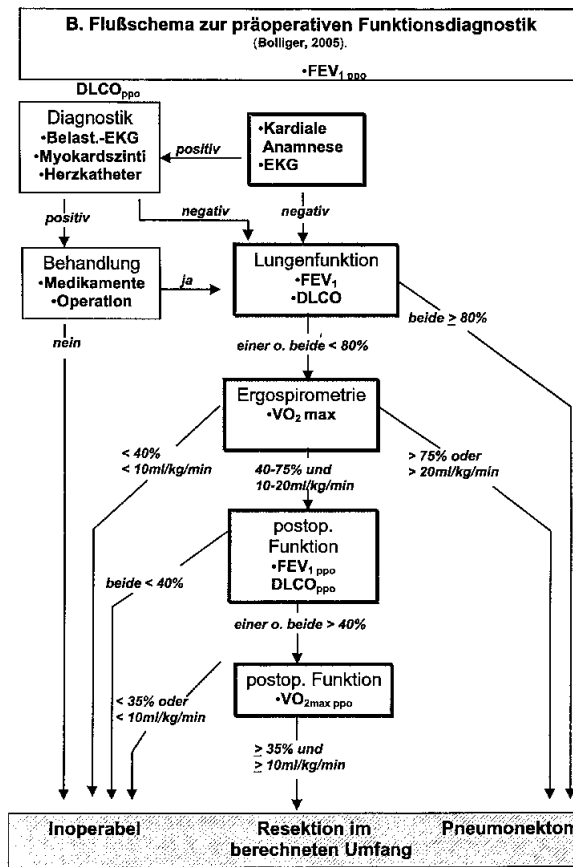 B. Flußschema zur präoperativen Funktionsdiagnostik
(Bolliger, 2005).
•FEV1 ppo
DLCOppo
Diagnostik
•Belast.-EKG
•Myokardszinti
•Herzkatheter
positiv
•Kardiale
Anamnese
•EKG
positiv
negativ
negativ
Behandlung
•Medikamente
•Operation
ja
Lungenfunktion
•FEV1
•DLCO
nein
beide ≥ 80%
einer o. beide < 80%
Ergospirometrie
•VO2 max
< 40%
< 10ml/kg/min
40-75% und
10-20ml/kg/min
> 75% oder
> 20ml/kg/min
postop.
Funktion
•FEV1 ppo
DLCOppo
beide < 40%
einer o. beide > 40%
postop. Funktion
•VO2max ppo
< 35% oder
< 10ml/kg/min
≥ 35% und
≥ 10ml/kg/min
Inoperabel
Resektion im
berechneten Umfang
Pneumonektom